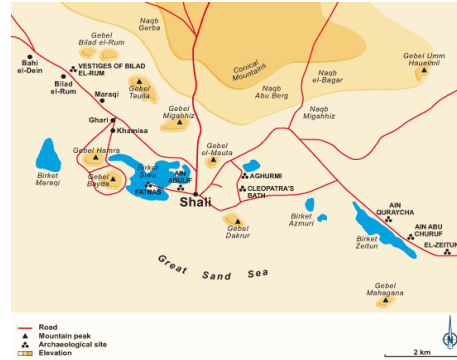 Naqb
Gerba
Gebel
Bilad el-Rum
Bahi
el-Dein
VESTIGES OF BILAD
EL-RUM
Bilad
el-Rum
Gebel
Tauila
Conical
Mountains
Naqb
Abu Berg
Naqb
el-Bagar
Gebel Umm
Haueimil
Maraqi
Gebel
Migahhiz
Naqb
Migahhiz
Ghari
Khamisa
Gebel Hamra
Gebel
el-Mauta
Birket
Maraqi
Gebel
Bayda
Birket
Siwa
AIN
ABULIF
FATNAS
AGHURMI
CLEOPATRA'S
BATH
Shali
Gebel
Dakrur
Birket
Azmuri
AIN
QURAYCHA
AIN ABU
CHURUF
Birket
Zeitun
EL-ZEITUN
Great Sand Sea
Gebel
Mahagana
Road
Mountain peak
Archaeological site
Elevation
N
2 km